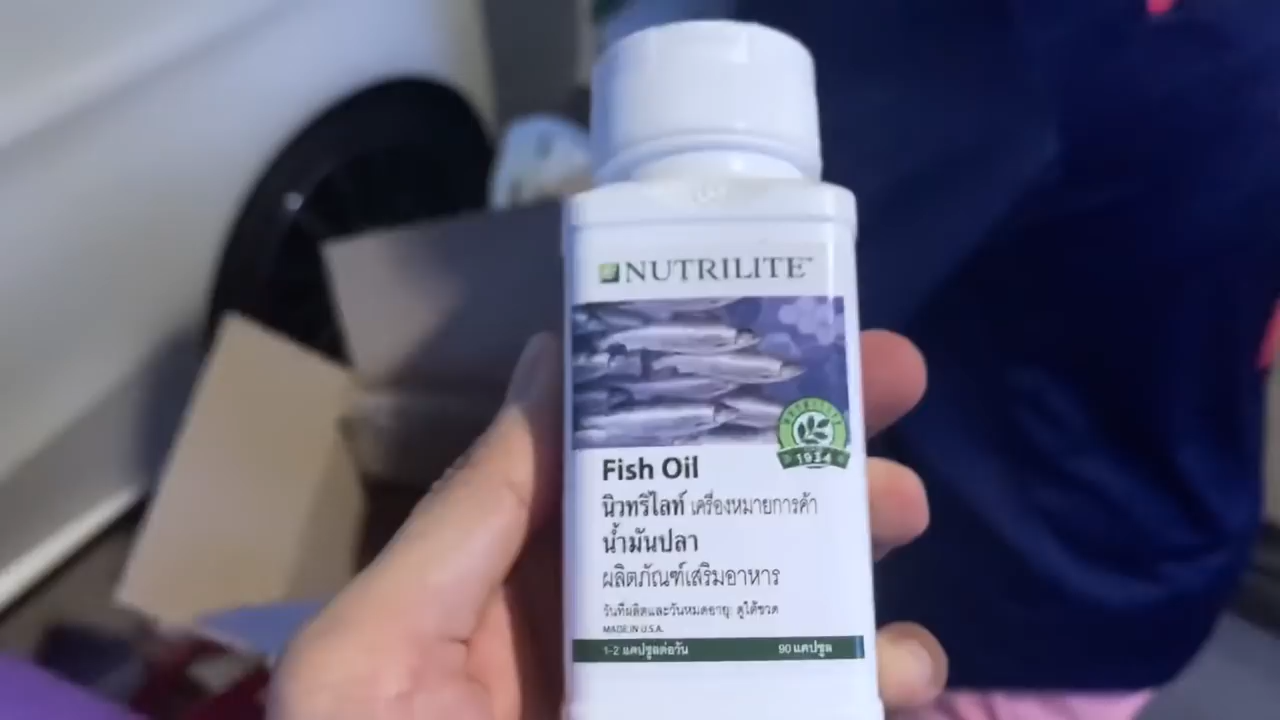 NUTRILITE™
NUTRILITE
1934
Fish Oil
นิวทริไลท์ เครื่องหมายการค้า
น้ำมันปลา
ผลิตภัณฑ์เสริมอาหาร
วันที่ผลิตและวันหมดอายุ: ดูใต้ขวด
MADE IN U.S.A.
1-2 แคปซูลต่อวัน 90 แคปซูล